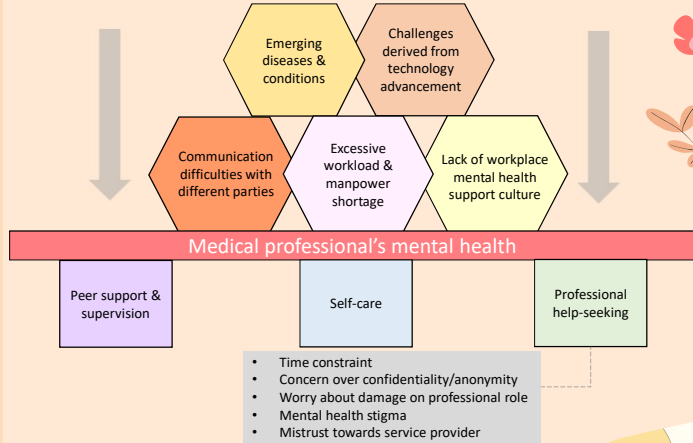 Emerging
diseases &
conditions
Challenges
derived from
technology
advancement
Communication
difficulties with
different parties
Excessive
workload &
manpower
shortage
Lack of workplace
mental health
support culture
Medical professional's mental health
Peer support &
supervision
Self-care
Professional
help-seeking
• Time constraint
• Concern over confidentiality/anonymity
• Worry about damage on professional role
• Mental health stigma
• Mistrust towards service provider